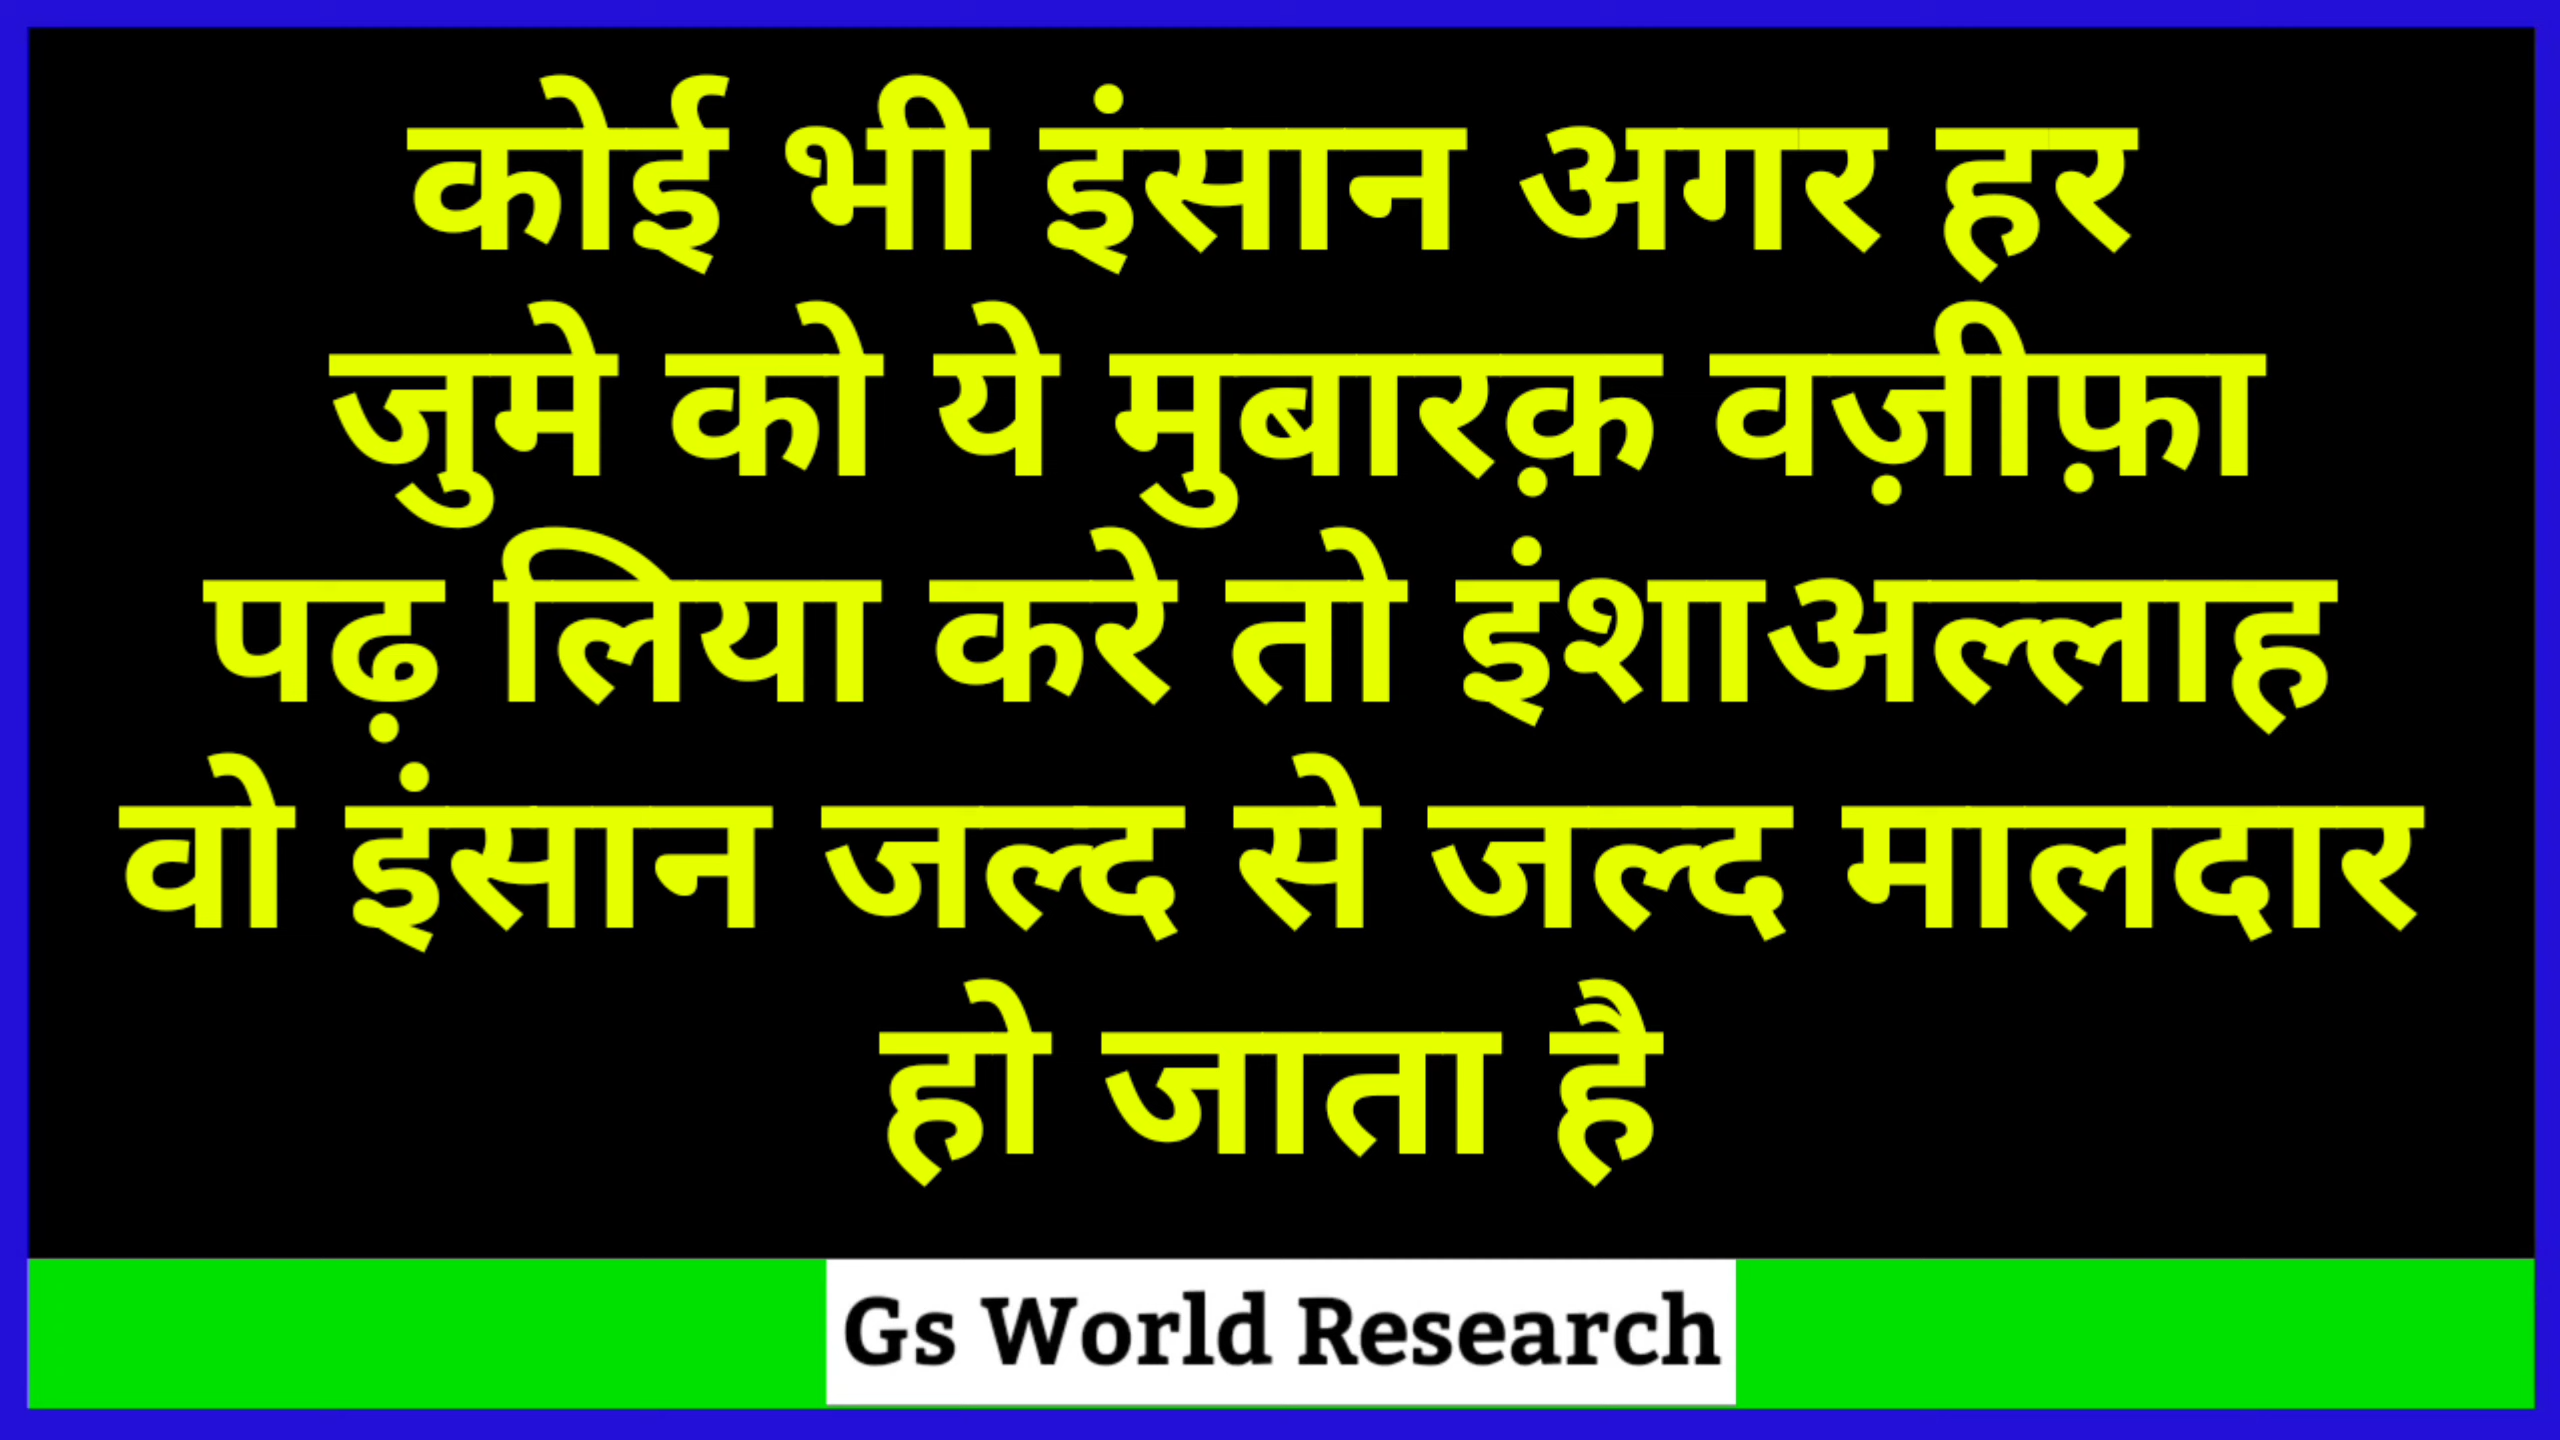 कोई भी इंसान अगर हर
जुमे को ये मुबारक़ वज़ीफ़ा
पढ़ लिया करे तो इंशाअल्लाह
वो इंसान जल्द से जल्द मालदार
हो जाता है
Gs World Research